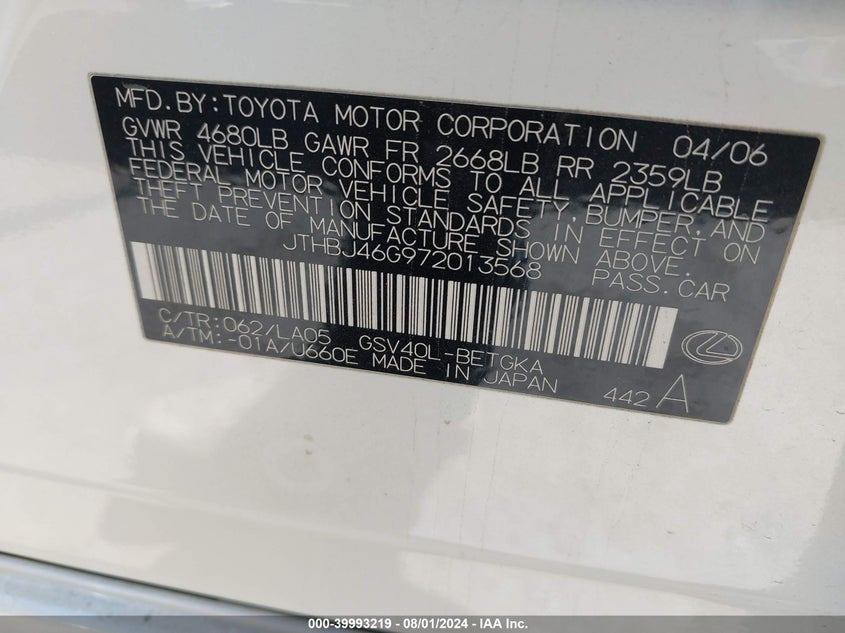 MFD. BY: TOYOTA MOTOR CORPORATION 04/06
GVWR 4680LB GAWR FR 2668LB RR 2359LB
THIS VEHICLE CONFORMS TO ALL APPLICABLE
FEDERAL MOTOR VEHICLE SAFETY, BUMPER, AND
THEFT PREVENTION STANDARDS IN EFFECT ON
THE DATE OF MANUFACTURE SHOWN ABOVE.
JTHBJ46G972013568 PASS. CAR
C/TR: 062/LA05 GSV40L-BETGKA
A/TM: -01A/U660E MADE IN JAPAN
442 A
000-39993219 - 08/01/2024 - IAA Inc.